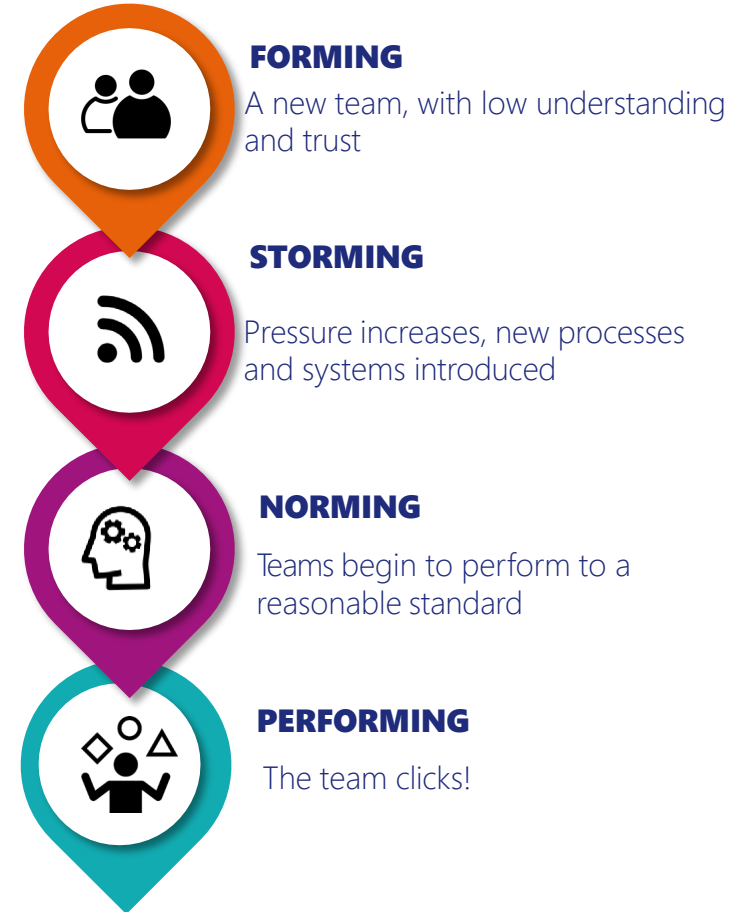 FORMING
A new team, with low understanding
and trust
STORMING
Pressure increases, new processes
and systems introduced
NORMING
Teams begin to perform to a
reasonable standard
PERFORMING
The team clicks!